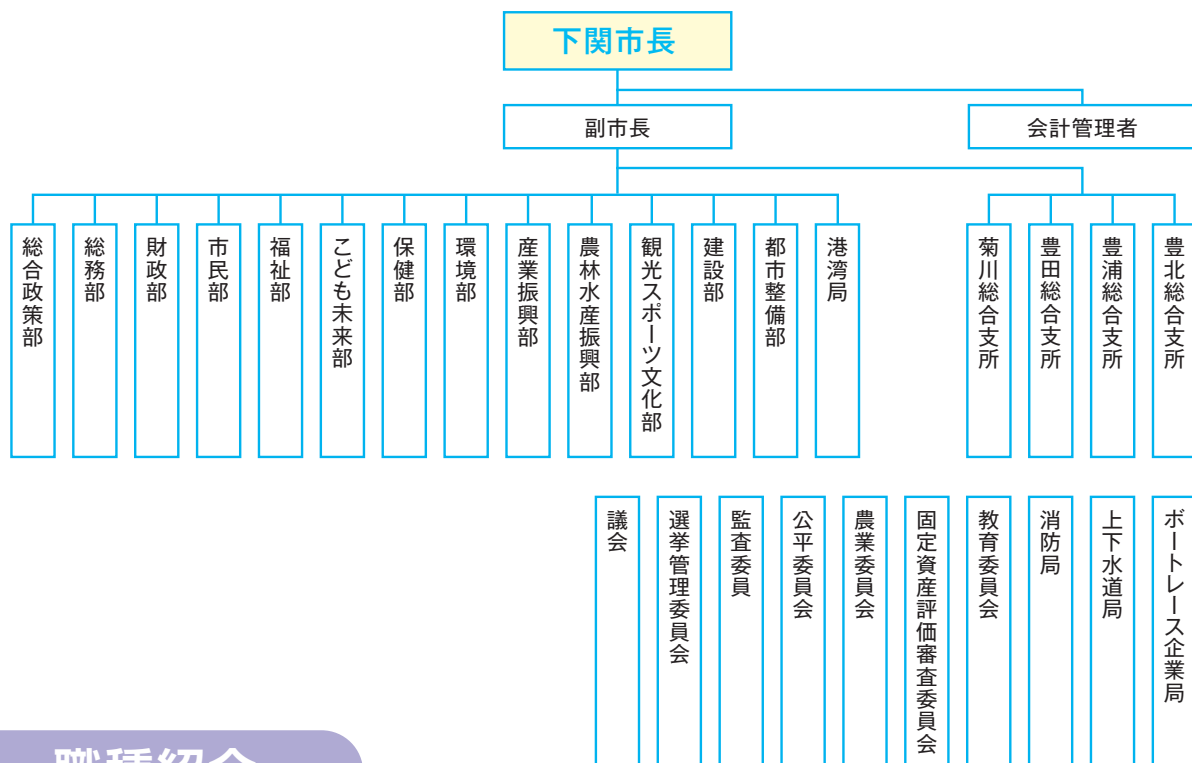 下関市長
副市長
会計管理者
総合政策部
総務部
財政部
市民部
福祉部
こども未来部
保健部
環境部
産業振興部
農林水産振興部
観光スポーツ文化部
建設部
都市整備部
港湾局
菊川総合支所
豊田総合支所
豊浦総合支所
豊北総合支所
議会
選挙管理委員会
監査委員
公平委員会
農業委員会
固定資産評価審査委員会
教育委員会
消防局
上下水道局
ボートレース企業局
職種紹介